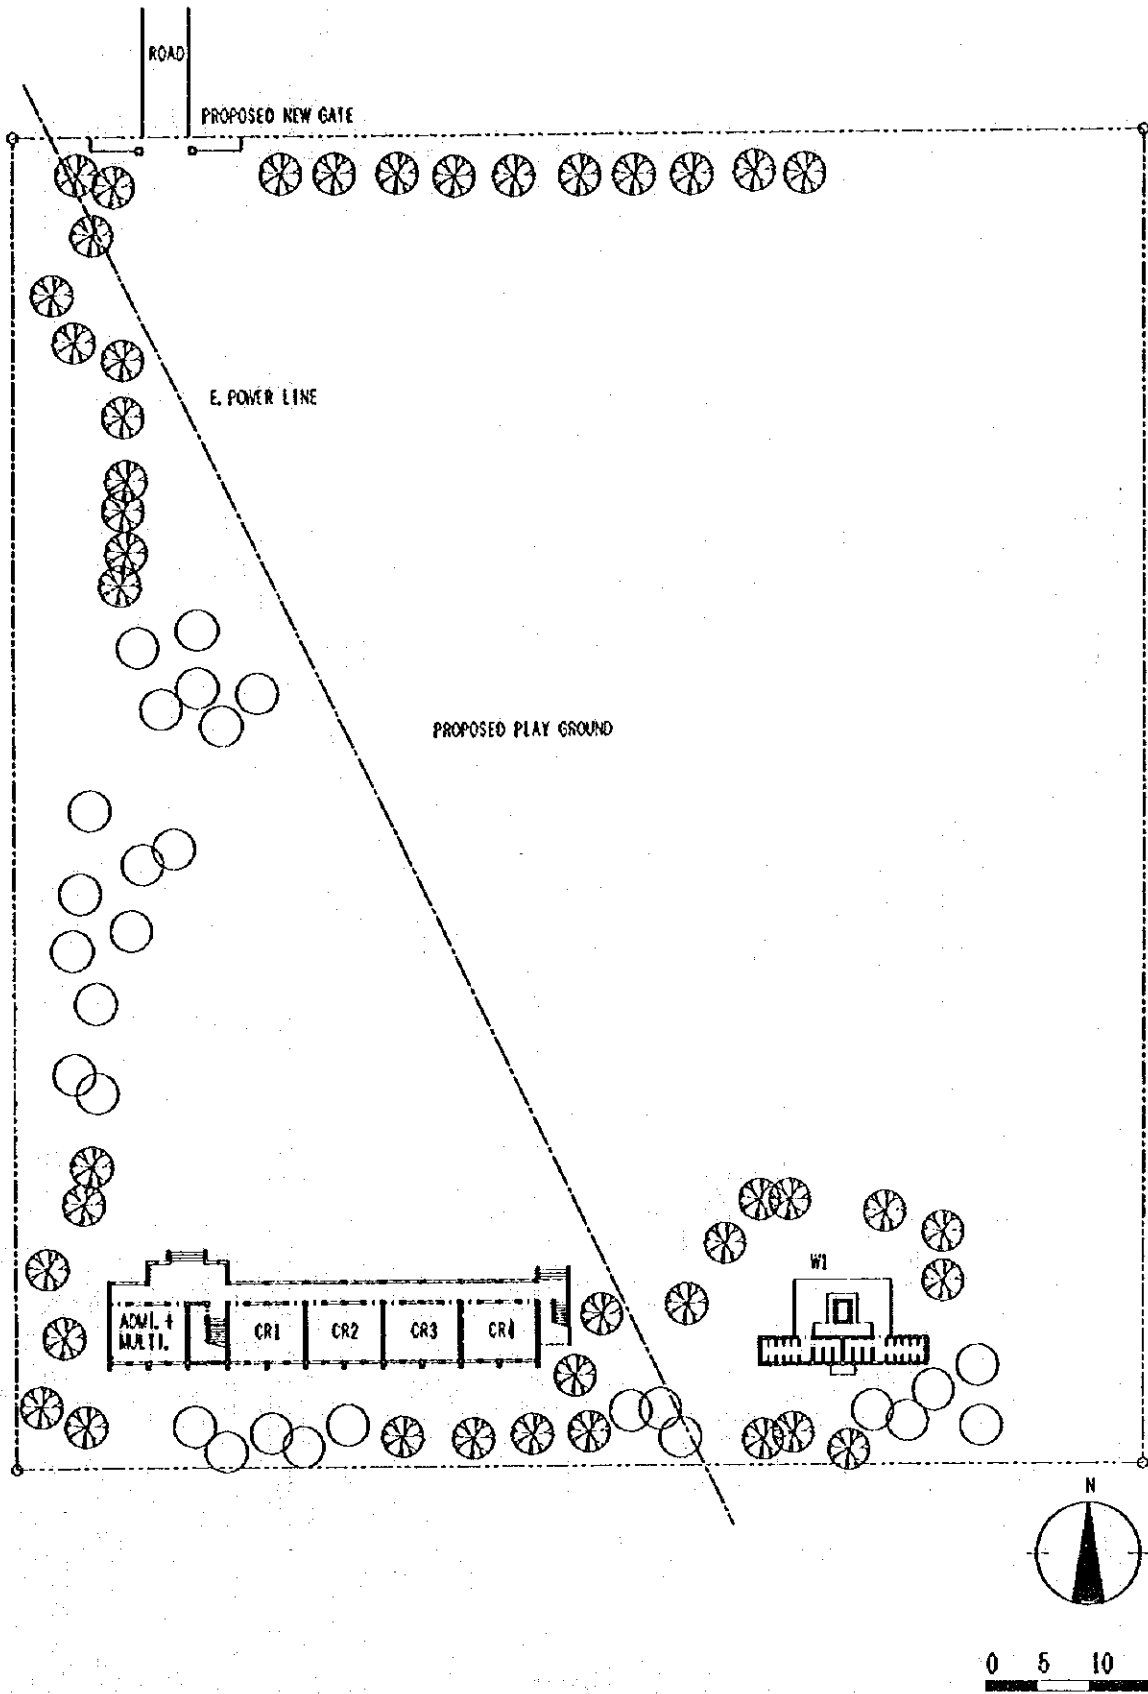 ROAD
PROPOSED NEW GATE
E. POWER LINE
PROPOSED PLAY GROUND
W1
ADMI. +
MULTI.
CR1
CR2
CR3
CR4
N
0 5 10